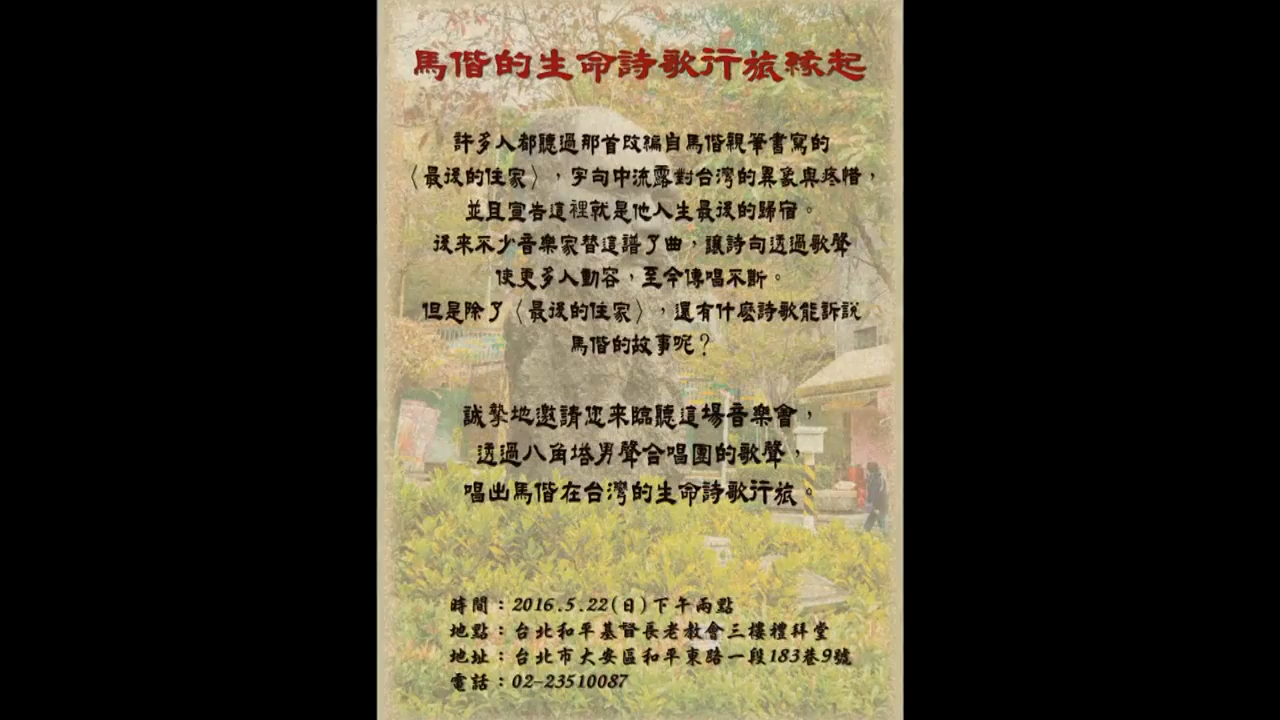 馬偕的生命詩歌行旅緣起
許多人都聽過那首改編自馬偕親筆書寫的
〈最後的住家〉，字句中流露對台灣的異象與疼惜，
並且宣告這裡就是他人生最後的歸宿。
後來不少音樂家替這譜了曲，讓詩句透過歌聲
使更多人動容，至今傳唱不斷。
但是除了〈最後的住家〉，還有什麼詩歌能訴說
馬偕的故事呢？
誠摯地邀請您來臨聽這場音樂會，
透過八角塔男聲合唱團的歌聲，
唱出馬偕在台灣的生命詩歌行旅。
時間：2016.5.22(日)下午兩點
地點：台北和平基督長老教會三樓禮拜堂
地址：台北市大安區和平東路一段183巷9號
電話：02-23510087